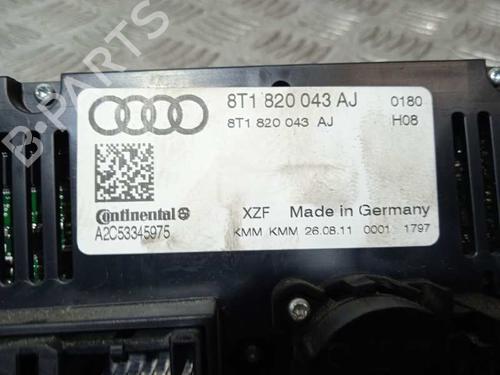 8T1 820 043 AJ 0180
8T1 820 043 AJ H08
Continental
XZF Made in Germany
A2C53345975
KMM KMM 26.08.11 0001 1797